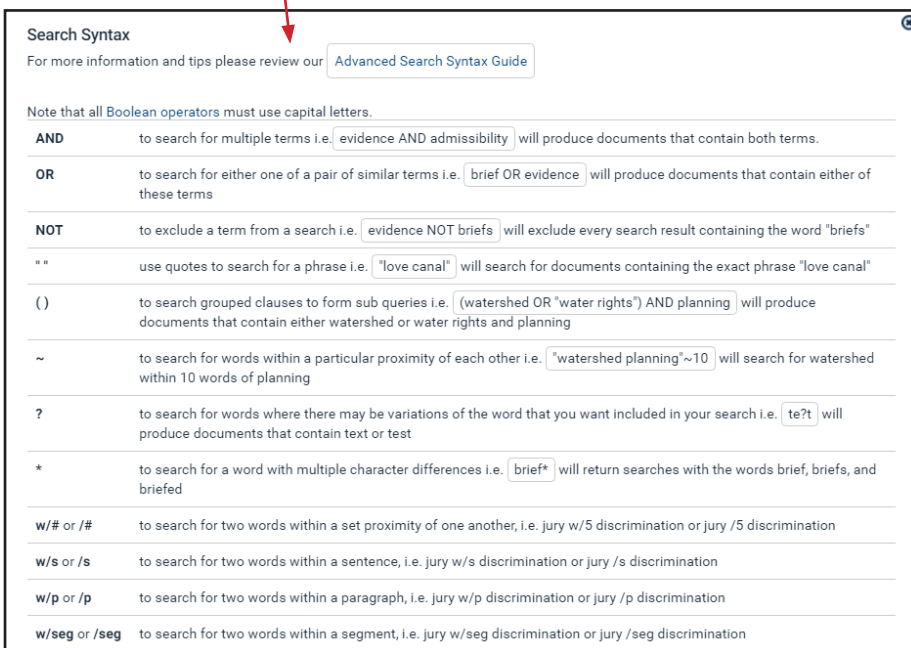 Search Syntax
For more information and tips please review our Advanced Search Syntax Guide
Note that all Boolean operators must use capital letters.
AND to search for multiple terms i.e. evidence AND admissibility will produce documents that contain both terms.
OR to search for either one of a pair of similar terms i.e. brief OR evidence will produce documents that contain either of
these terms
NOT to exclude a term from a search i.e. evidence NOT briefs will exclude every search result containing the word "briefs"
" " use quotes to search for a phrase i.e. "love canal" will search for documents containing the exact phrase "love canal"
( ) to search grouped clauses to form sub queries i.e. (watershed OR "water rights") AND planning will produce
documents that contain either watershed or water rights and planning
~ to search for words within a particular proximity of each other i.e. "watershed planning"~10 will search for watershed
within 10 words of planning
? to search for words where there may be variations of the word that you want included in your search i.e. te?t will
produce documents that contain text or test
* to search for a word with multiple character differences i.e. brief* will return searches with the words brief, briefs, and
briefed
w/# or /# to search for two words within a set proximity of one another, i.e. jury w/5 discrimination or jury /5 discrimination
w/s or /s to search for two words within a sentence, i.e. jury w/s discrimination or jury /s discrimination
w/p or /p to search for two words within a paragraph, i.e. jury w/p discrimination or jury /p discrimination
w/seg or /seg to search for two words within a segment, i.e. jury w/seg discrimination or jury /seg discrimination